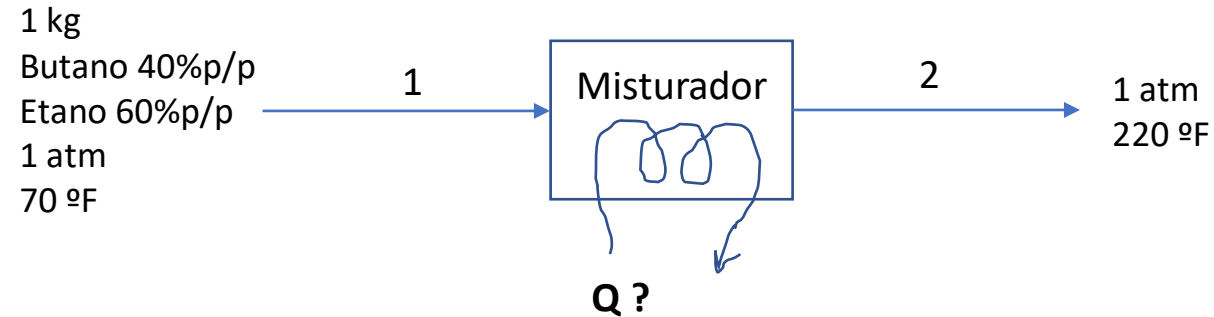 1 kg
Butano 40%p/p
Etano 60%p/p
1 atm
70 ºF
1
Misturador
2
1 atm
220 ºF
Q ?